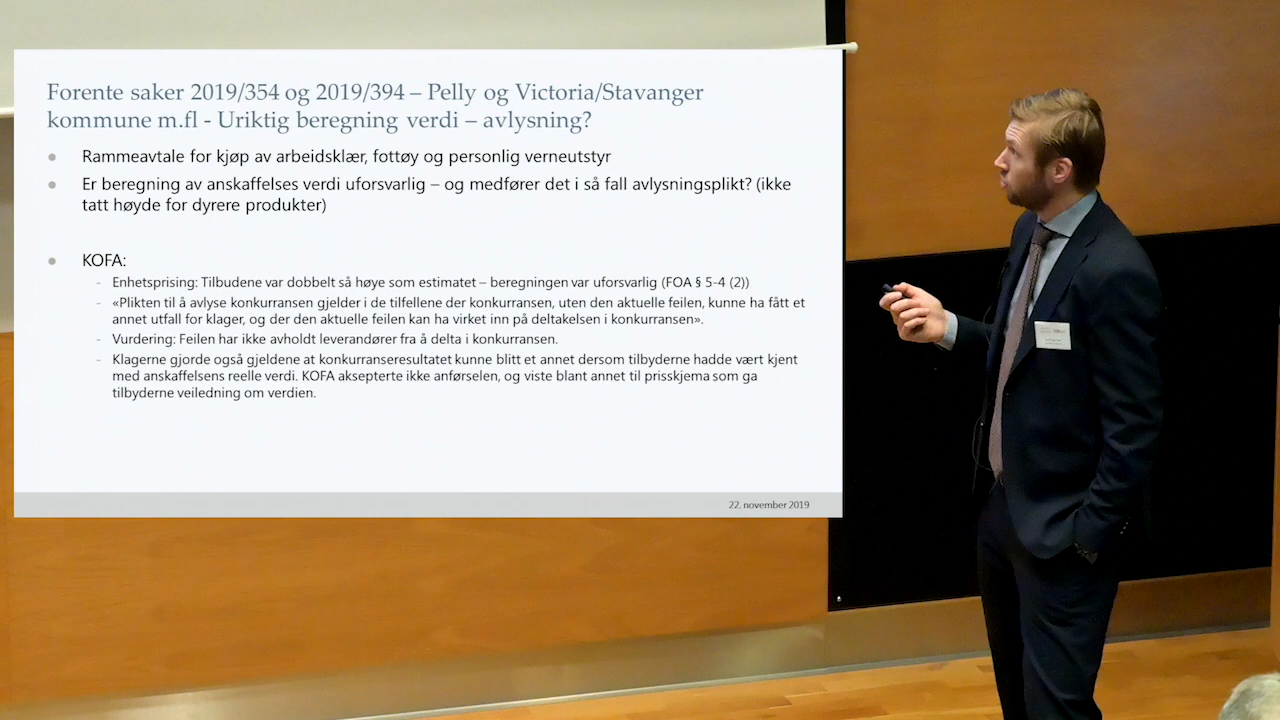 Forente saker 2019/354 og 2019/394 – Pelly og Victoria/Stavanger
kommune m.fl - Uriktig beregning verdi – avlysning?
● Rammeavtale for kjøp av arbeidsklær, fottøy og personlig verneutstyr
● Er beregning av anskaffelses verdi uforsvarlig – og medfører det i så fall avlysningsplikt? (ikke
tatt høyde for dyrere produkter)
● KOFA:
- Enhetsprising: Tilbudene var dobbelt så høye som estimatet – beregningen var uforsvarlig (FOA § 5-4 (2))
- «Plikten til å avlyse konkurransen gjelder i de tilfellene der konkurransen, uten den aktuelle feilen, kunne ha fått et
annet utfall for klager, og der den aktuelle feilen kan ha virket inn på deltakelsen i konkurransen».
- Vurdering: Feilen har ikke avholdt leverandører fra å delta i konkurransen.
- Klagerne gjorde også gjeldene at konkurranseresultatet kunne blitt et annet dersom tilbyderne hadde vært kjent
med anskaffelsens reelle verdi. KOFA aksepterte ikke anførselen, og viste blant annet til prisskjema som ga
tilbyderne veiledning om verdien.
22. november 2019